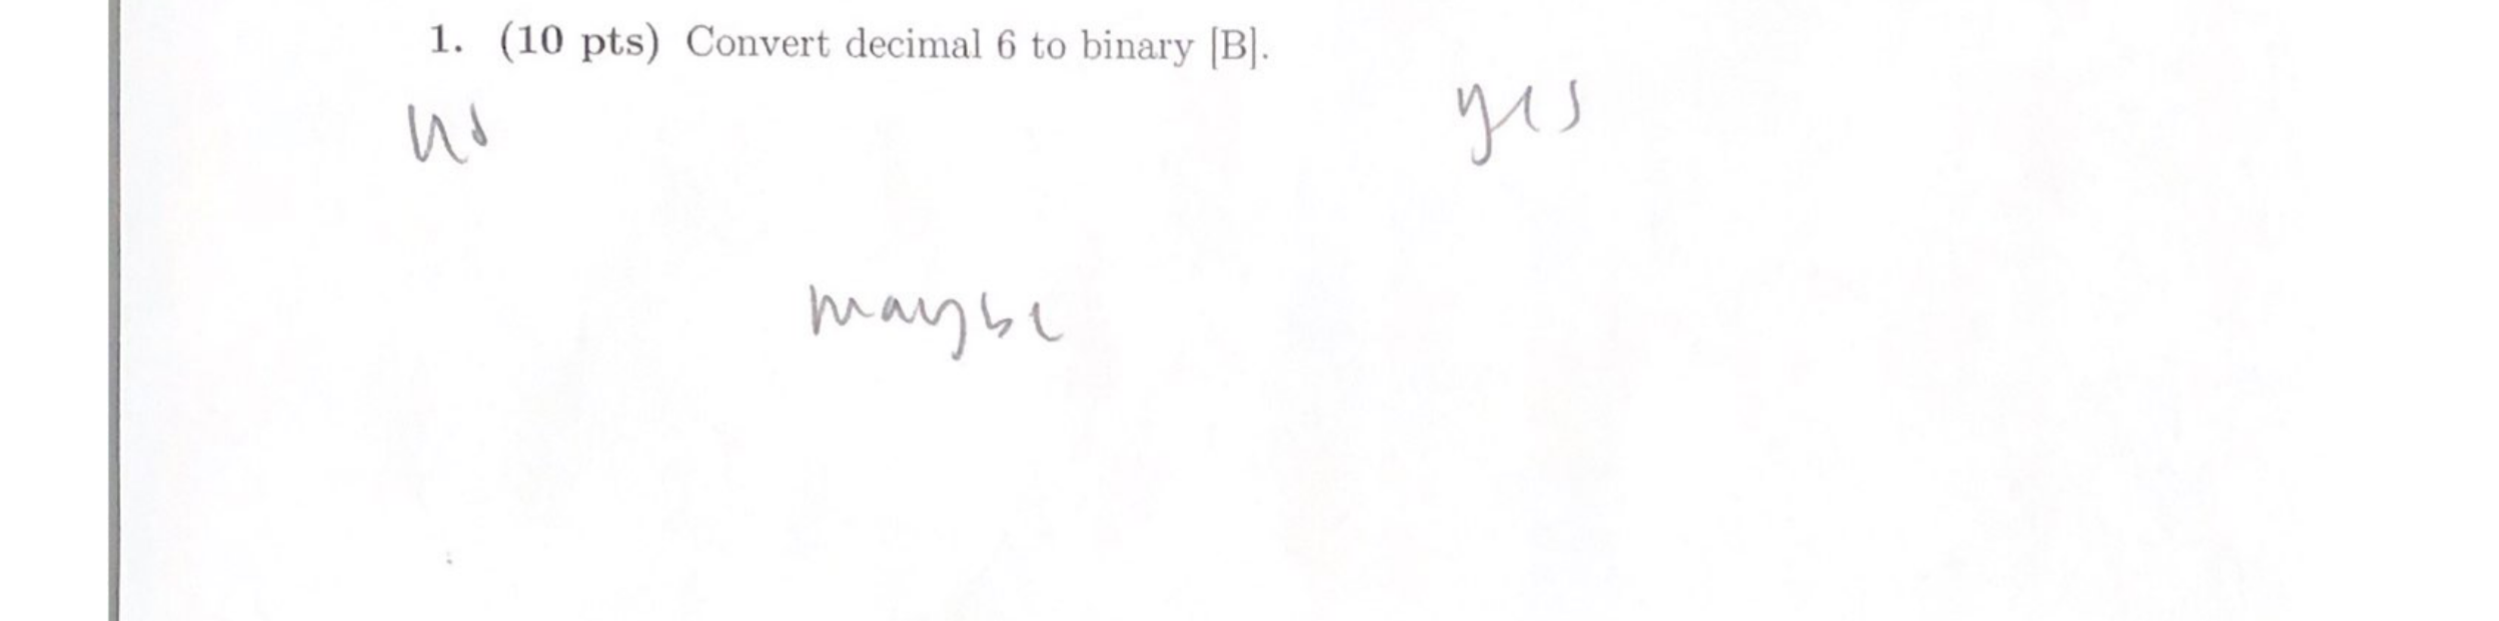 1. (10 pts) Convert decimal 6 to binary [B].
no
yes
maybe